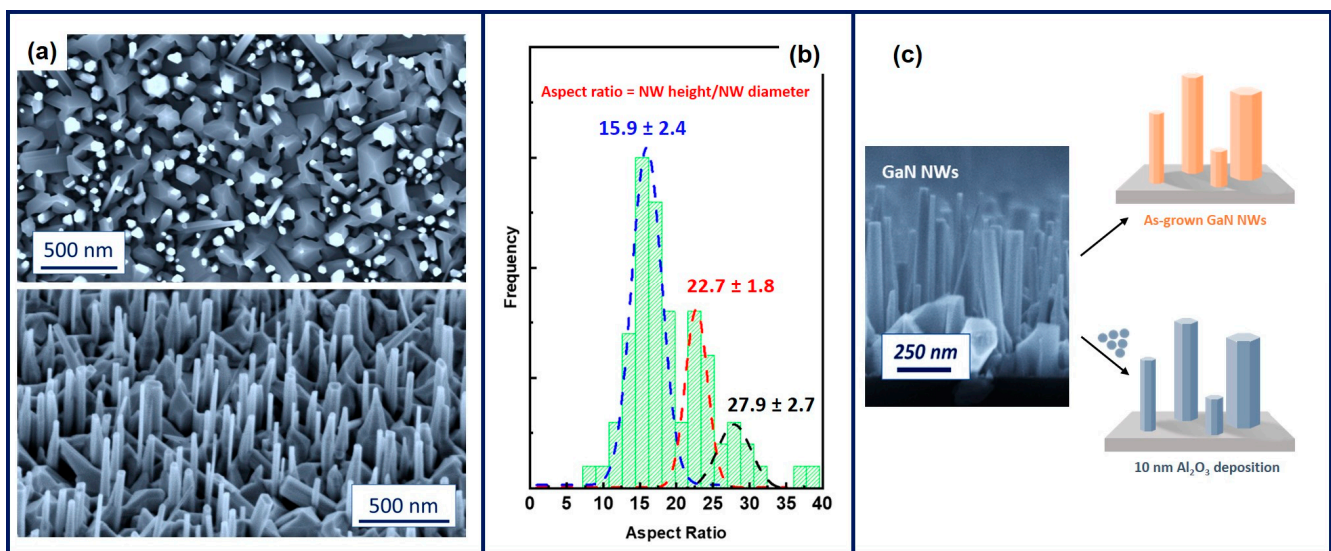 (a)
500 nm
500 nm
(b)
Aspect ratio = NW height/NW diameter
15.9 ± 2.4
22.7 ± 1.8
27.9 ± 2.7
Frequency
0 5 10 15 20 25 30 35 40
Aspect Ratio
(c)
GaN NWs
250 nm
As-grown GaN NWs
10 nm Al₂O₃ deposition